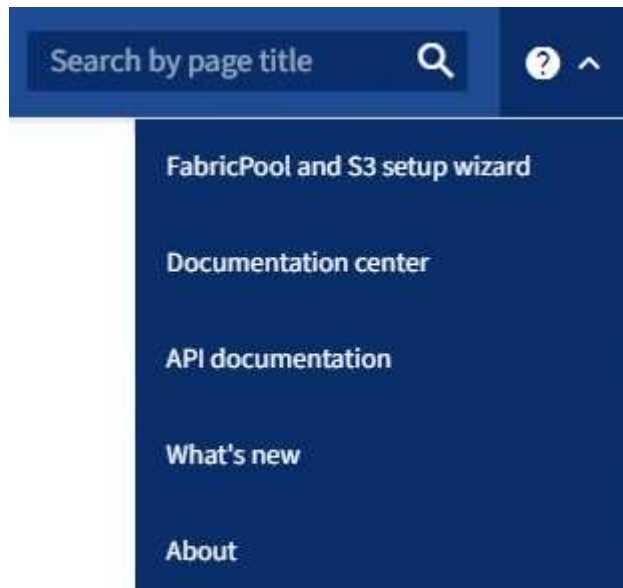 Search by page title
FabricPool and S3 setup wizard
Documentation center
API documentation
What's new
About